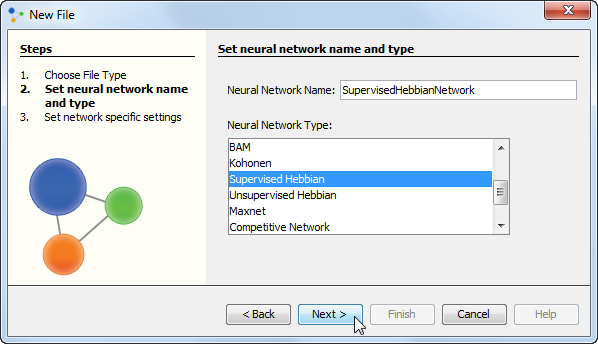 New File
Steps
1. Choose File Type
2. Set neural network name
and type
3. Set network specific settings
Set neural network name and type
Neural Network Name: SupervisedHebbianNetwork
Neural Network Type:
BAM
Kohonen
Supervised Hebbian
Unsupervised Hebbian
Maxnet
Competitive Network
< Back Next > Finish Cancel Help